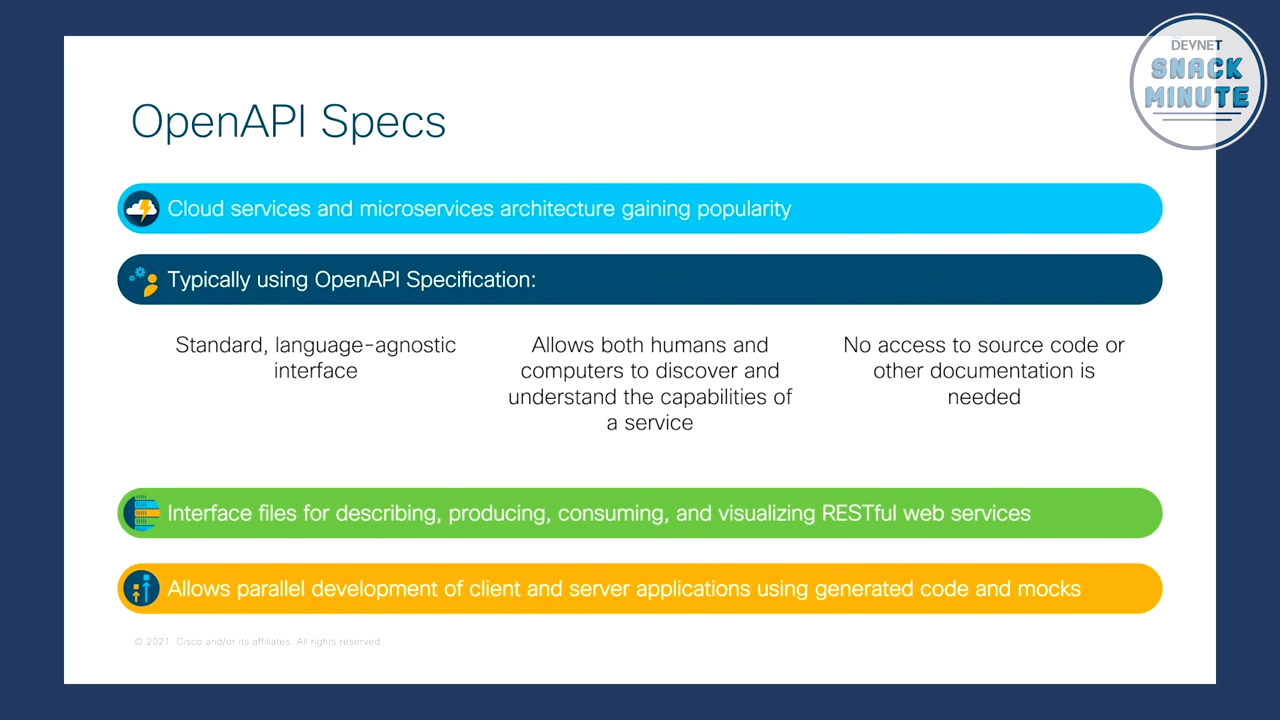 DEVNET
SNACK
MINUTE
OpenAPI Specs
Cloud services and microservices architecture gaining popularity
Typically using OpenAPI Specification:
Standard, language-agnostic
interface
Allows both humans and
computers to discover and
understand the capabilities of
a service
No access to source code or
other documentation is
needed
Interface files for describing, producing, consuming, and visualizing RESTful web services
Allows parallel development of client and server applications using generated code and mocks
© 2021 Cisco and/or its affiliates. All rights reserved.